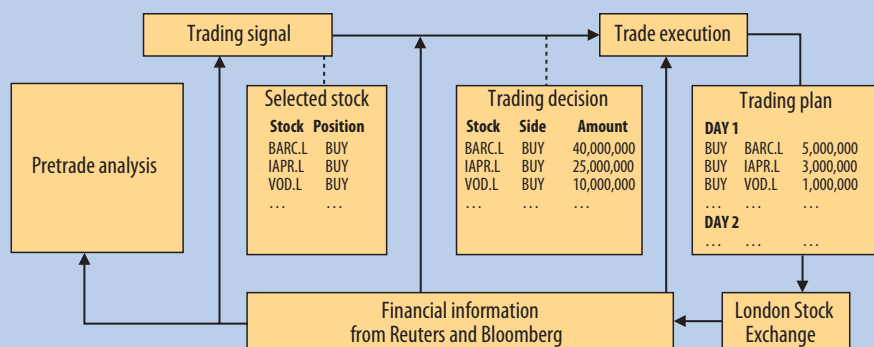 Trading signal
Trade execution
Pretrade analysis
Selected stock
Stock Position
BARC.L BUY
IAPR.L BUY
VOD.L BUY
... ...
Trading decision
Stock Side Amount
BARC.L BUY 40,000,000
IAPR.L BUY 25,000,000
VOD.L BUY 10,000,000
... ... ...
Trading plan
DAY 1
BUY BARC.L 5,000,000
BUY IAPR.L 3,000,000
BUY VOD.L 1,000,000
... ... ...
DAY 2
... ... ...
Financial information
from Reuters and Bloomberg
London Stock
Exchange